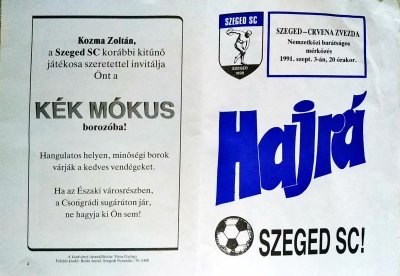 Kozma Zoltán,
a Szeged SC korábbi kitűnő
játékosa szeretettel invitálja
Önt a
KÉK MÓKUS
borozóba!
Hangulatos helyen, minőségi borok
várják a kedves vendégeket.
Ha az Északi városrészben,
a Csongrádi sugárúton jár,
ne hagyja ki Ön sem!
SZEGED SC
SZEGED
1899
SZEGED–CRVENA ZVEZDA
Nemzetközi barátságos
mérkőzés
1991. szept. 3-án, 20 órakor.
Hajrá
SZEGED SC!